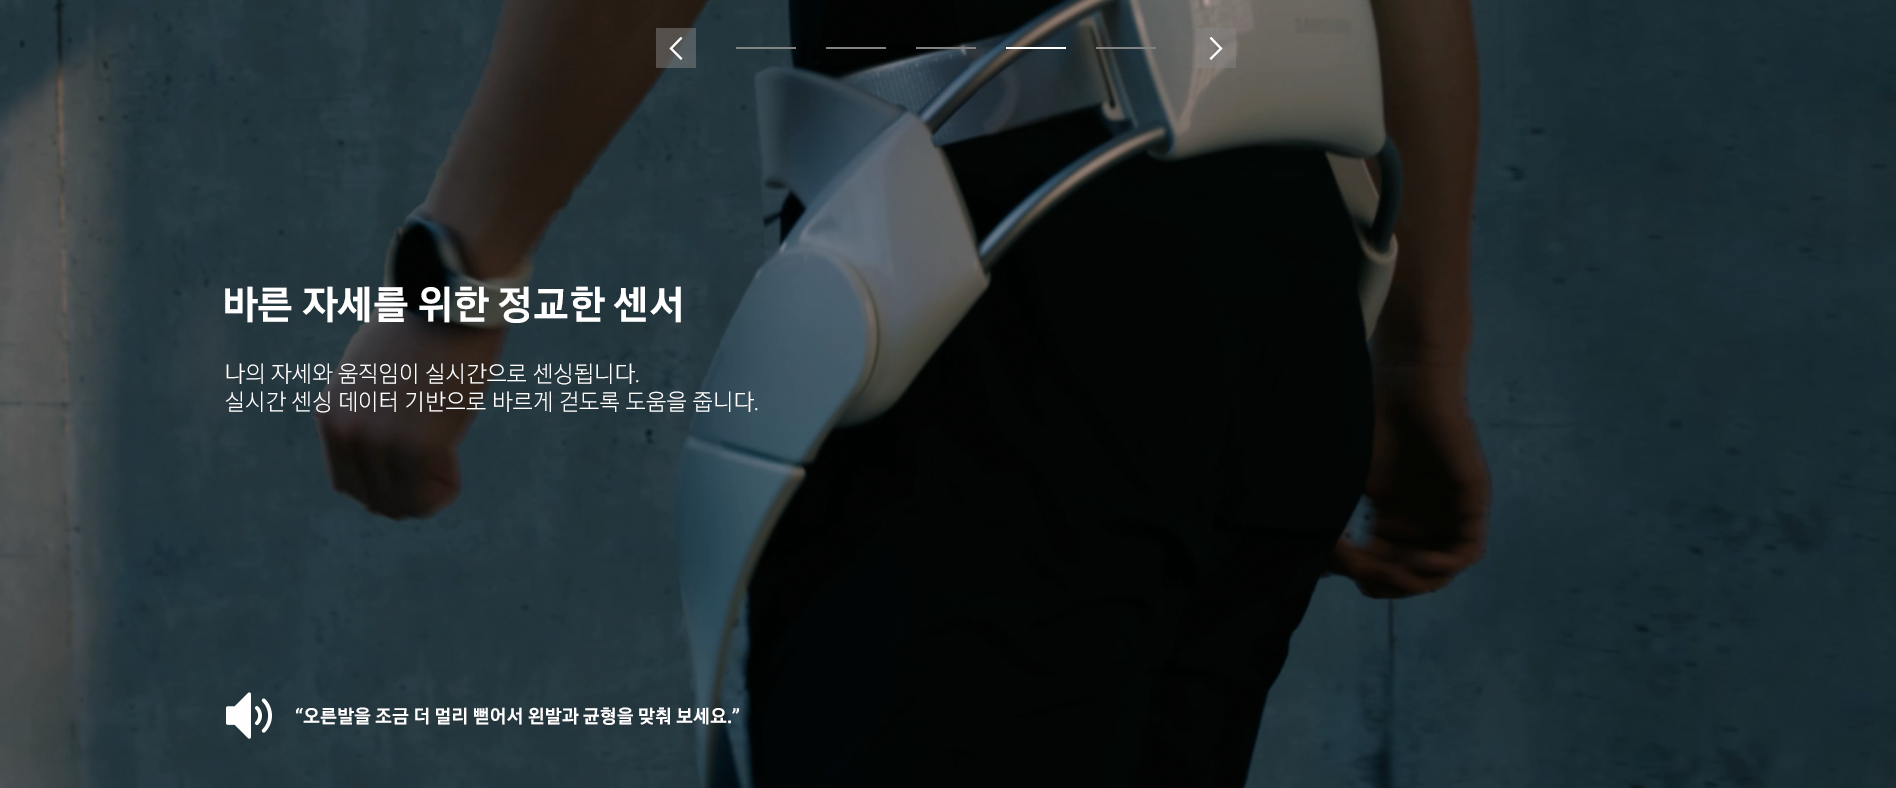 바른 자세를 위한 정교한 센서
나의 자세와 움직임이 실시간으로 센싱됩니다.
실시간 센싱 데이터 기반으로 바르게 걷도록 도움을 줍니다.
“오른발을 조금 더 멀리 뻗어서 왼발과 균형을 맞춰 보세요.”